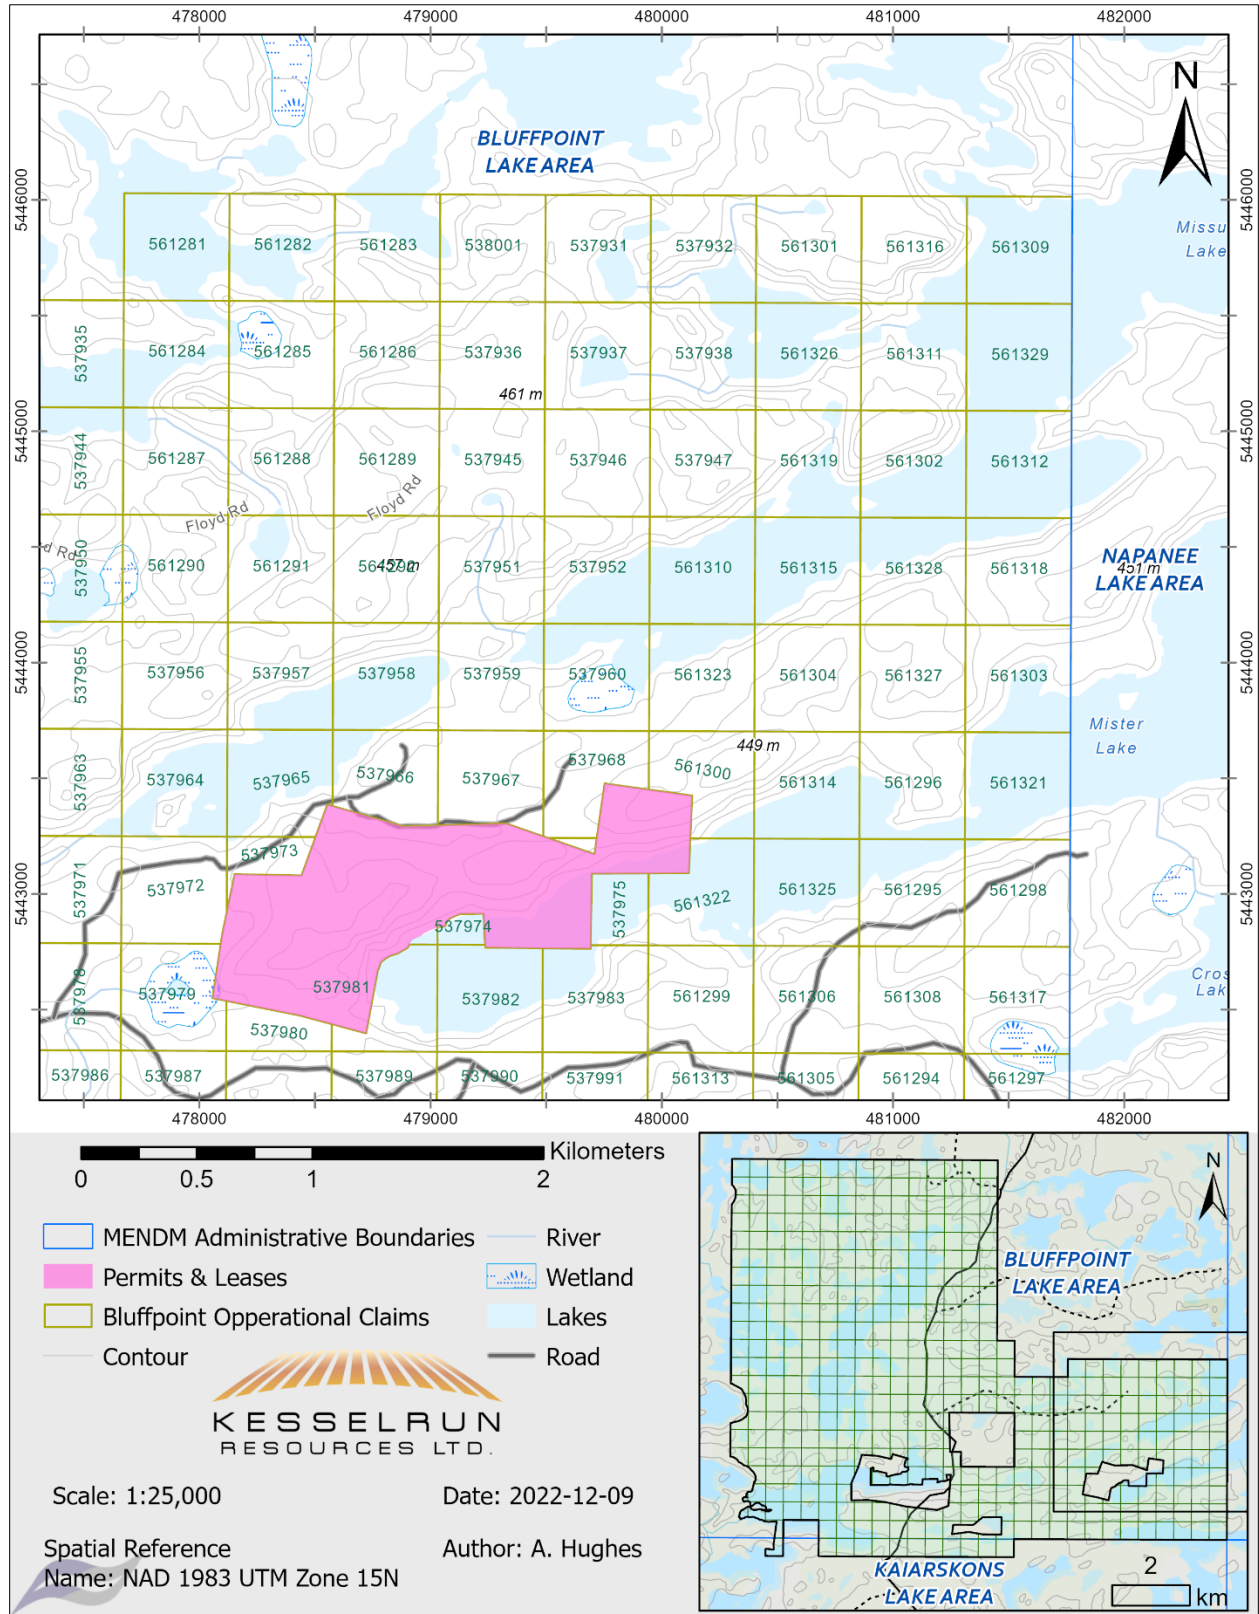 478000 479000 480000 481000 482000
N
BLUFFPOINT
LAKE AREA
5446000 5446000
Missu
Lake
561281 561282 561283 538001 537931 537932 561301 561316 561309
537935 561284 561285 561286 537936 537937 537938 561326 561311 561329
461 m
5445000 5445000
537944 561287 561288 561289 537945 537946 537947 561319 561302 561312
Floyd Rd Floyd Rd
d Rd
537950 561290 561291 457 m 537951 537952 561310 561315 561328 561318
NAPANEE
LAKE AREA
451 m
5444000 5444000
537955 537956 537957 537958 537959 537960 561323 561304 561327 561303
Mister
Lake
449 m
537963 537964 537965 537966 537967 537968 561300 561314 561296 561321
5443000 5443000
537971 537972 537973 537974 537975 561322 561325 561295 561298
Cros
Lak
537978 537979 537980 537981 537982 537983 561299 561306 561308 561317
537986 537987 537989 537990 537991 561313 561305 561294 561297
478000 479000 480000 481000 482000
Kilometers
0 0.5 1 2
MENDM Administrative Boundaries
Permits & Leases
Bluffpoint Opperational Claims
Contour
River
Wetland
Lakes
Road
KESSELRUN
RESOURCES LTD.
Scale: 1:25,000
Date: 2022-12-09
Spatial Reference
Name: NAD 1983 UTM Zone 15N
Author: A. Hughes
N
BLUFFPOINT
LAKE AREA
KAIARSKONS
LAKE AREA
2
km